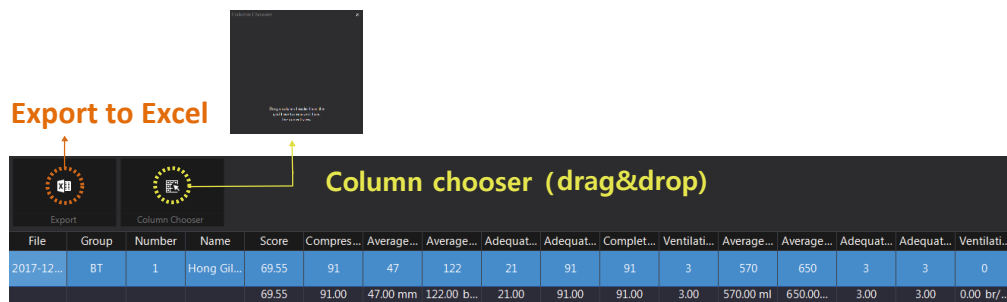 Column Chooser
Export to Excel
Column chooser (drag&drop)
Export
Column Chooser
File Group Number Name Score Compres... Average... Average... Adequat... Adequat... Complet... Ventilati... Average... Average... Adequat... Adequat... Ventilati...
2017-12... BT 1 Hong Gil... 69.55 91 47 122 21 91 91 3 570 650 3 3 0
69.55 91.00 47.00 mm 122.00 b... 21.00 91.00 91.00 3.00 570.00 ml 650.00... 3.00 3.00 0.00 br/...